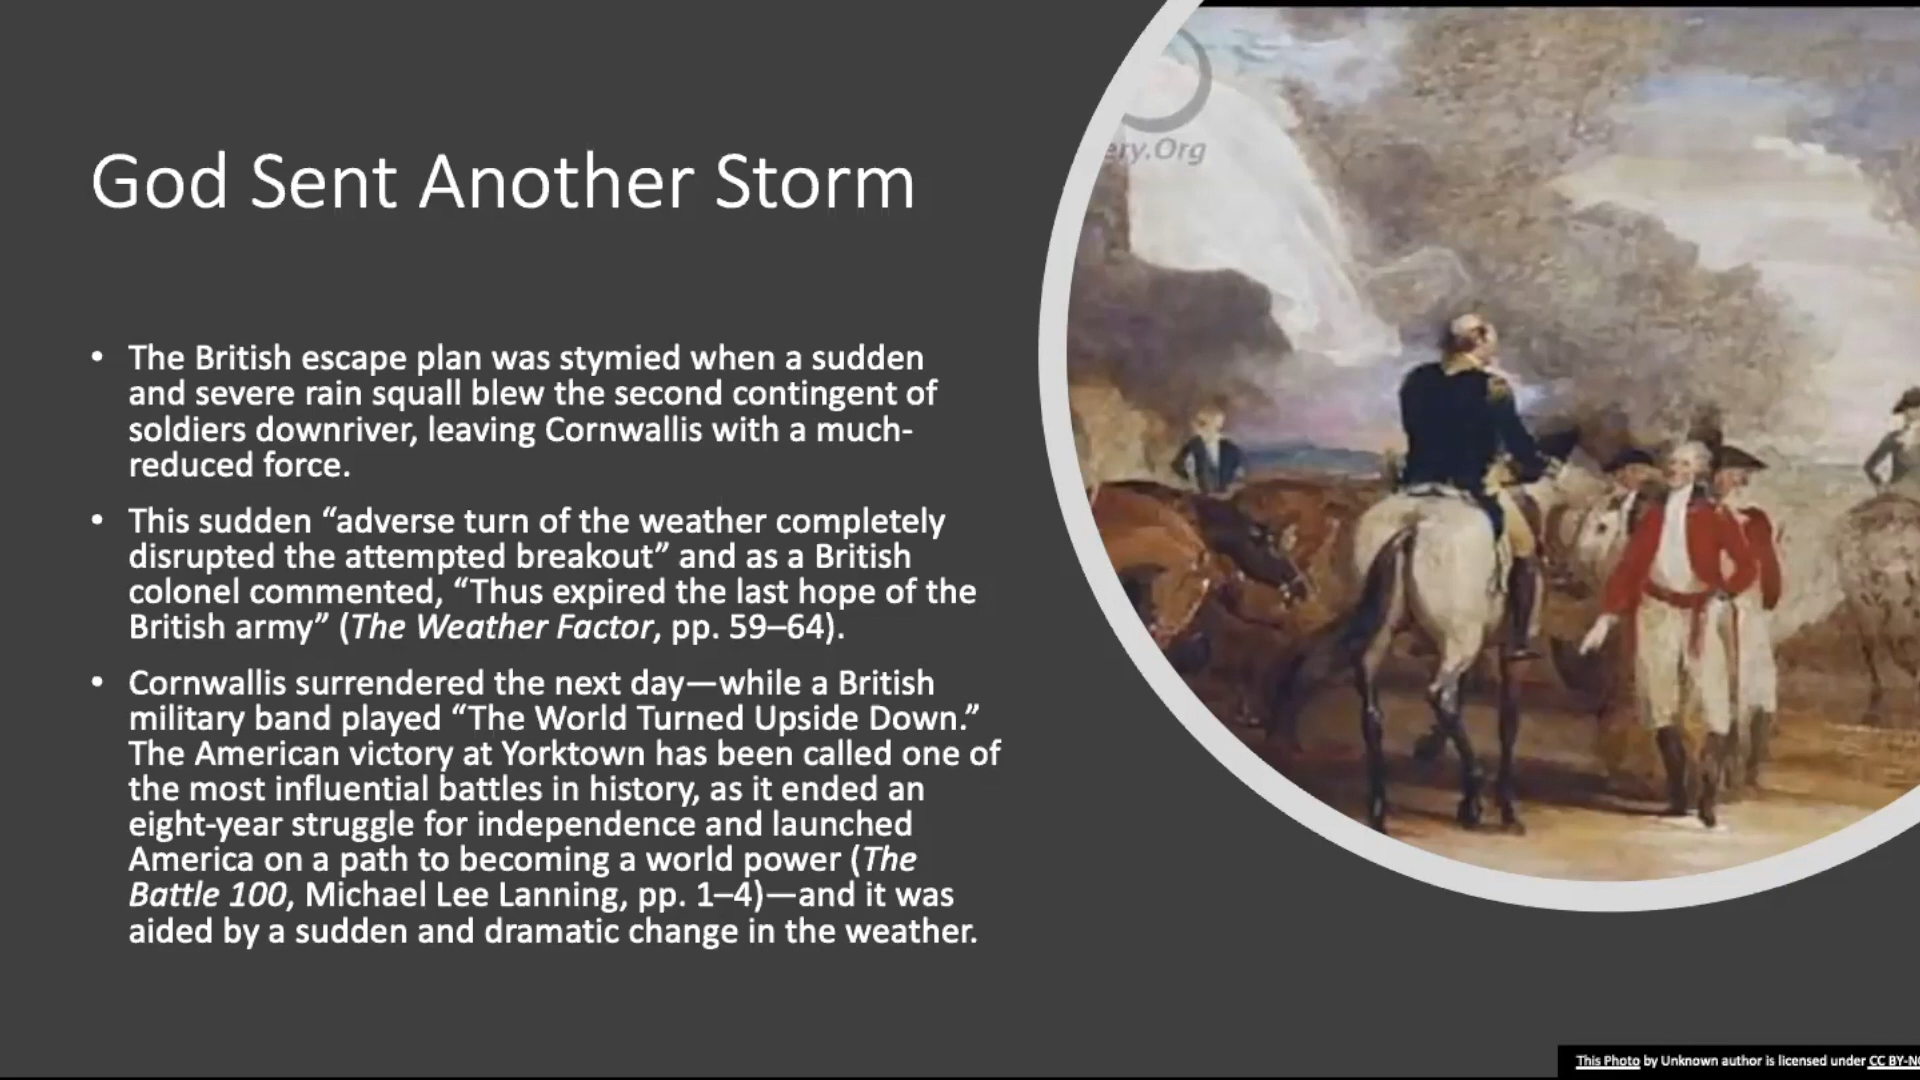 God Sent Another Storm
ery.Org
• The British escape plan was stymied when a sudden
and severe rain squall blew the second contingent of
soldiers downriver, leaving Cornwallis with a much-
reduced force.
• This sudden “adverse turn of the weather completely
disrupted the attempted breakout” and as a British
colonel commented, “Thus expired the last hope of the
British army” (The Weather Factor, pp. 59–64).
• Cornwallis surrendered the next day—while a British
military band played “The World Turned Upside Down.”
The American victory at Yorktown has been called one of
the most influential battles in history, as it ended an
eight-year struggle for independence and launched
America on a path to becoming a world power (The
Battle 100, Michael Lee Lanning, pp. 1–4)—and it was
aided by a sudden and dramatic change in the weather.
This Photo by Unknown author is licensed under CC BY-NC